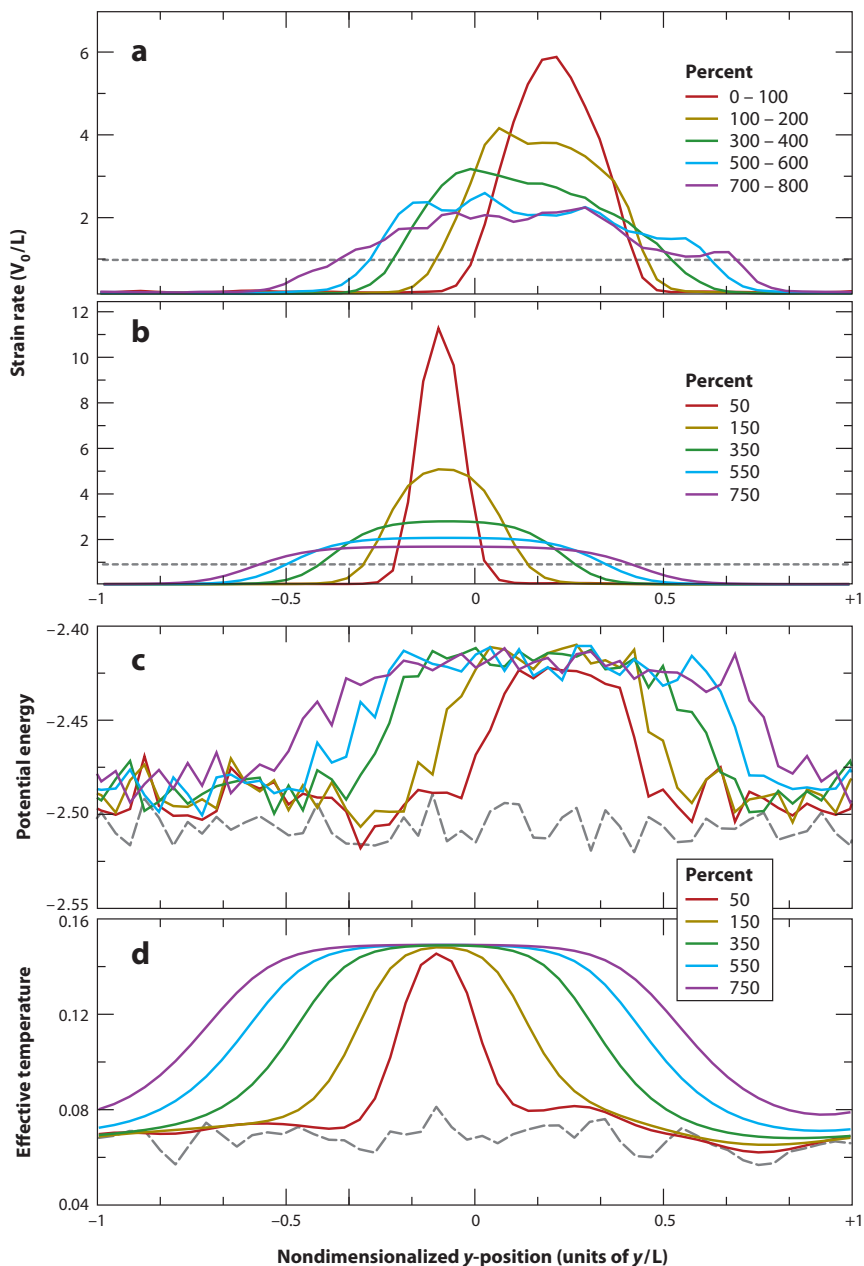 a
6
4
2
Percent
0 – 100
100 – 200
300 – 400
500 – 600
700 – 800
Strain rate (V0/L)
b
12
11
10
8
6
4
2
Percent
50
150
350
550
750
–1
–0.5
0
0.5
+1
c
–2.40
–2.45
–2.50
–2.55
Potential energy
Percent
50
150
350
550
750
d
0.16
0.12
0.08
0.04
Effective temperature
–1
–0.5
0
0.5
+1
Nondimensionalized y-position (units of y/L)